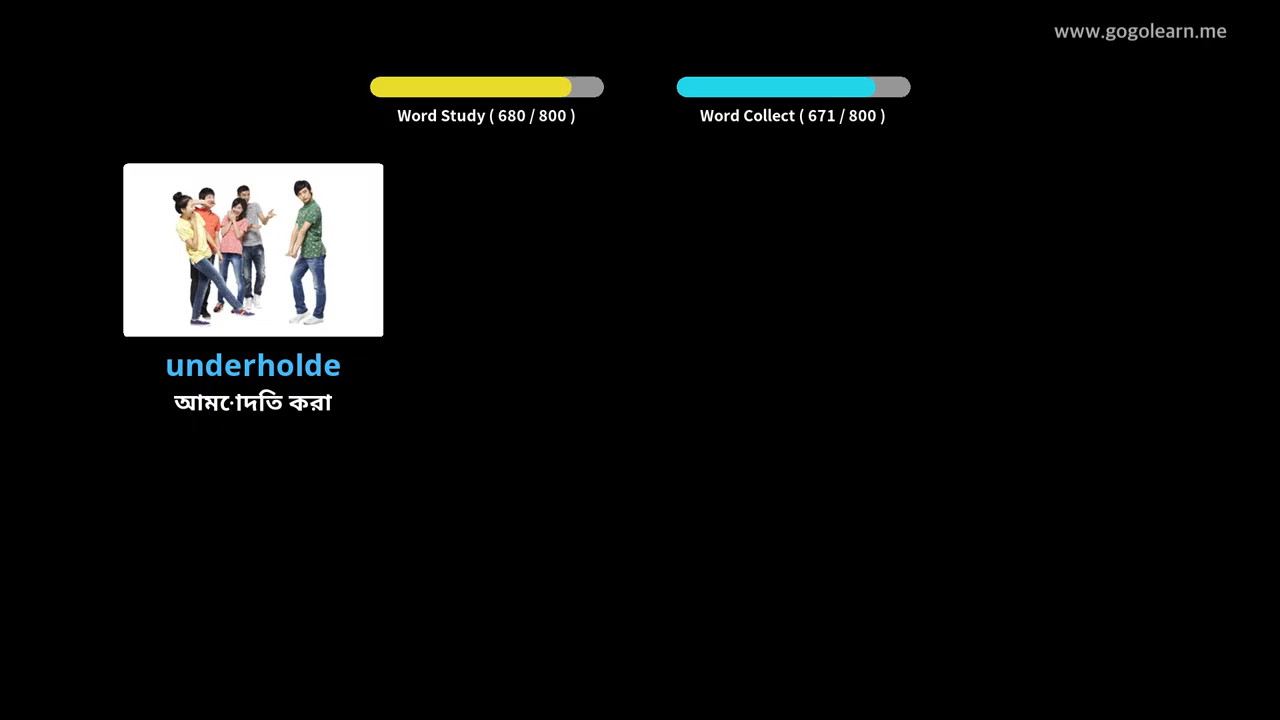 www.gogolearn.me
Word Study ( 680 / 800 )
Word Collect ( 671 / 800 )
underholde
আমোদিত করা